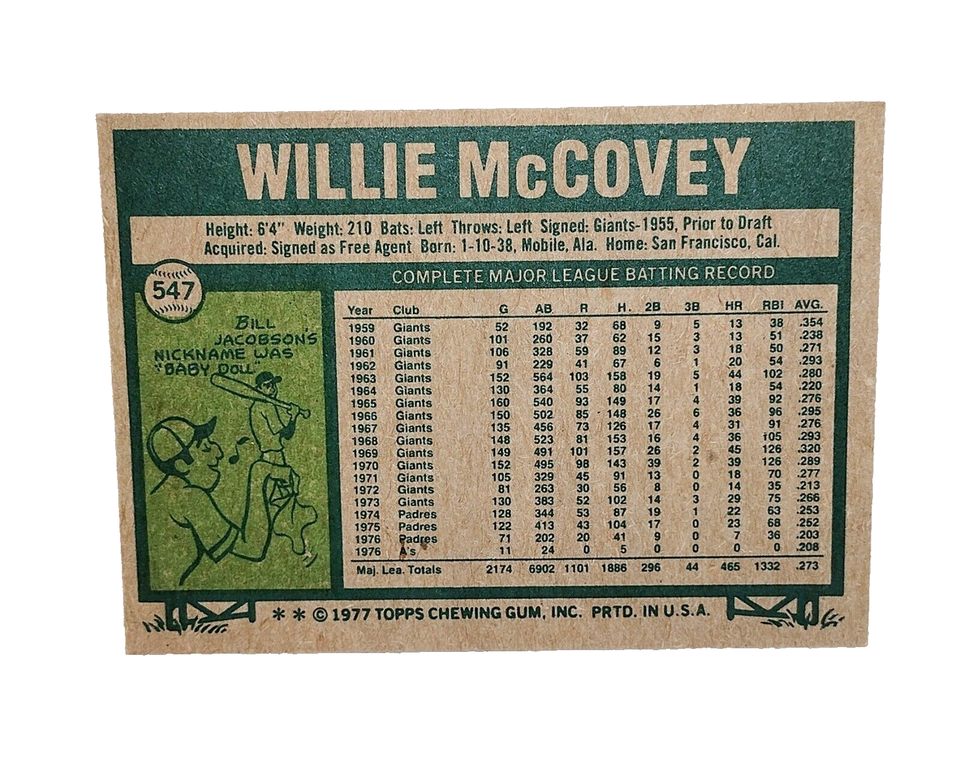 WILLIE McCOVEY
Height: 6'4" Weight: 210 Bats: Left Throws: Left Signed: Giants-1955, Prior to Draft
Acquired: Signed as Free Agent Born: 1-10-38, Mobile, Ala. Home: San Francisco, Cal.
547
BILL
JACOBSON'S
NICKNAME WAS
"BABY DOLL"
COMPLETE MAJOR LEAGUE BATTING RECORD
Year Club G AB R H. 2B 3B HR RBI AVG.
1959 Giants 52 192 32 68 9 5 13 38 .354
1960 Giants 101 260 37 62 15 3 13 51 .238
1961 Giants 106 328 59 89 12 3 18 50 .271
1962 Giants 91 229 41 67 6 1 20 54 .293
1963 Giants 152 564 103 158 19 5 44 102 .280
1964 Giants 130 364 55 80 14 1 18 54 .220
1965 Giants 160 540 93 149 17 4 39 92 .276
1966 Giants 150 502 85 148 26 6 36 96 .295
1967 Giants 135 456 73 126 17 4 31 91 .276
1968 Giants 148 523 81 153 16 4 36 105 .293
1969 Giants 149 491 101 157 26 2 45 126 .320
1970 Giants 152 495 98 143 39 2 39 126 .289
1971 Giants 105 329 45 91 13 0 18 70 .277
1972 Giants 81 263 30 56 8 0 14 35 .213
1973 Giants 130 383 52 102 14 3 29 75 .266
1974 Padres 128 344 53 87 19 1 22 63 .253
1975 Padres 122 413 43 104 17 0 23 68 .252
1976 Padres 71 202 20 41 9 0 7 36 .203
1976 A's 11 24 0 5 0 0 0 0 .208
Maj. Lea. Totals 2174 6902 1101 1886 296 44 465 1332 .273
** © 1977 TOPPS CHEWING GUM, INC. PRTD. IN U.S.A.